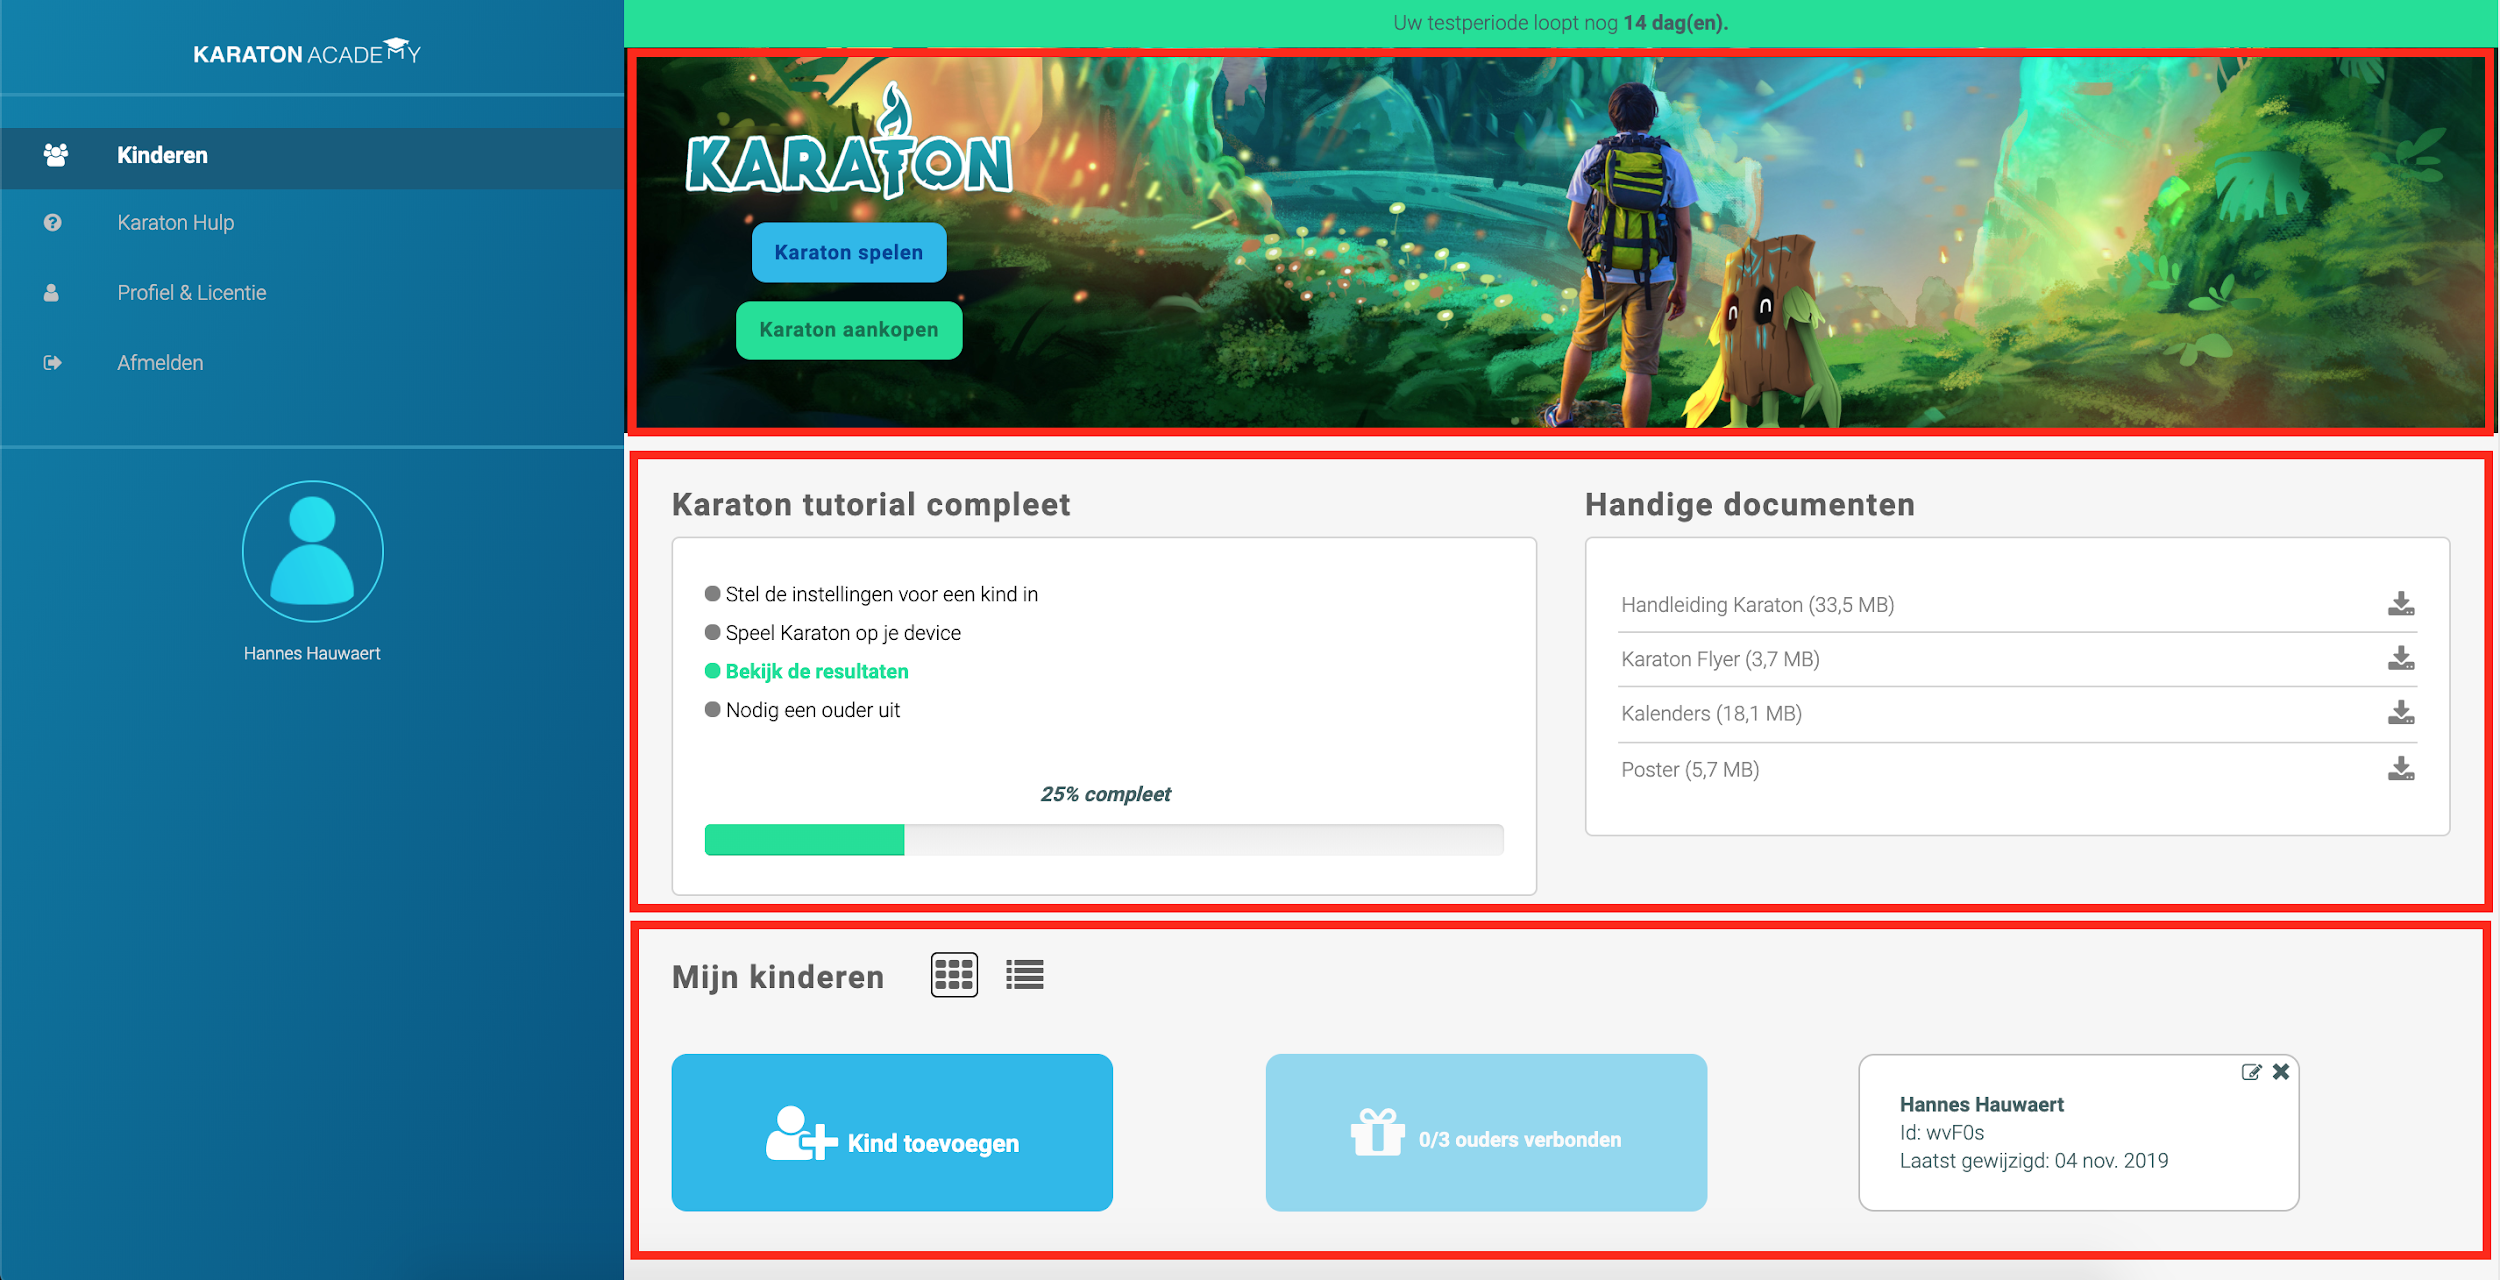 KARATON ACADEMY
Kinderen
Karaton Hulp
Profiel & Licentie
Afmelden
Hannes Hauwaert
Uw testperiode loopt nog 14 dag(en).
KARATON
Karaton spelen
Karaton aankopen
Karaton tutorial compleet
Stel de instellingen voor een kind in
Speel Karaton op je device
Bekijk de resultaten
Nodig een ouder uit
25% compleet
Handige documenten
Handleiding Karaton (33,5 MB)
Karaton Flyer (3,7 MB)
Kalenders (18,1 MB)
Poster (5,7 MB)
Mijn kinderen
Kind toevoegen
0/3 ouders verbonden
Hannes Hauwaert
Id: wvF0s
Laatst gewijzigd: 04 nov. 2019